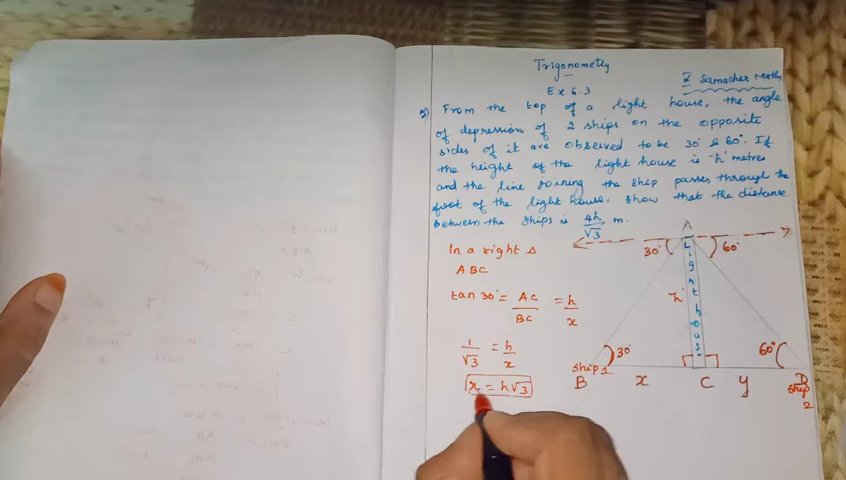 Trigonometry
Ex 6.3
X Samacheer Maths
5) From the top of a light house, the angle
of depression of 2 ships on the opposite
sides of it are observed to be 30° & 60°. If
the height of the light house is 'h' metres
and the line joining the ship passes through the
foot of the light house. Show that the distance
between the ships is 4h/√3 m.
In a right △
ABC
tan 30° = AC/BC = h/x
1/√3 = h/x
x = h√3
A
30° 60°
Light house
h
30° 60°
ship 1
B x C y D
ship 2